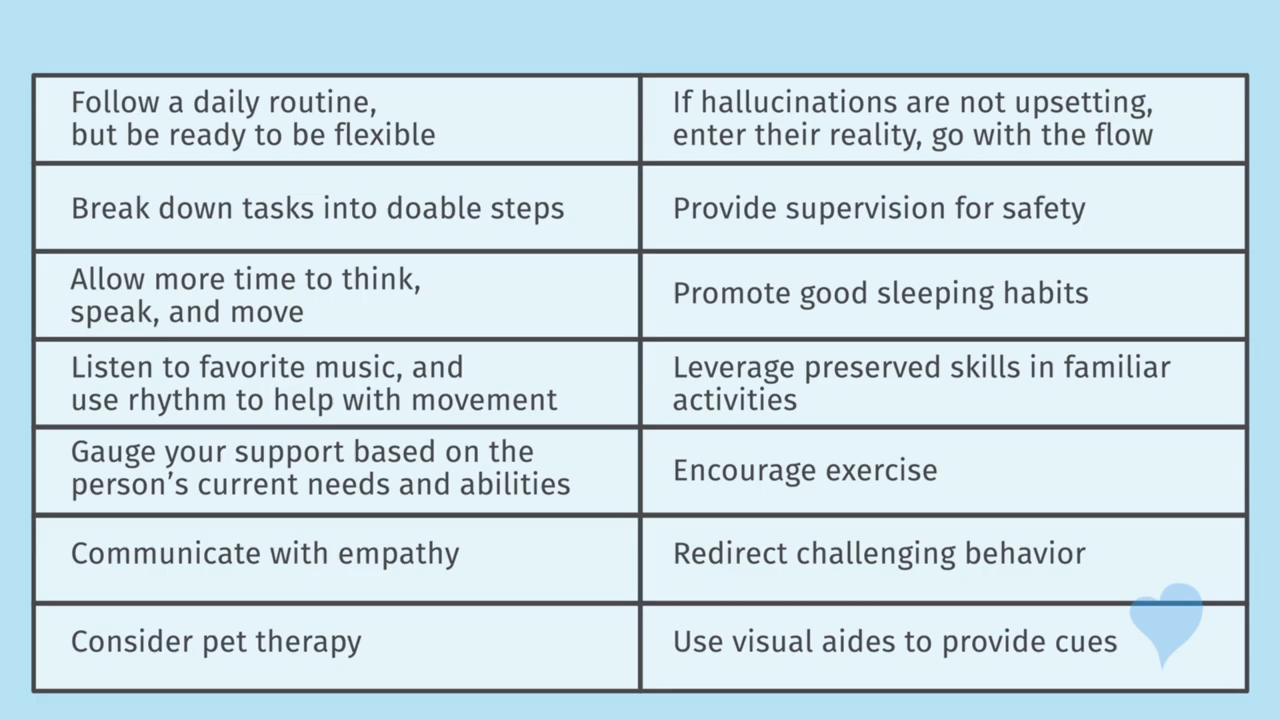 Follow a daily routine,
but be ready to be flexible
If hallucinations are not upsetting,
enter their reality, go with the flow
Break down tasks into doable steps
Provide supervision for safety
Allow more time to think,
speak, and move
Promote good sleeping habits
Listen to favorite music, and
use rhythm to help with movement
Leverage preserved skills in familiar
activities
Gauge your support based on the
person’s current needs and abilities
Encourage exercise
Communicate with empathy
Redirect challenging behavior
Consider pet therapy
Use visual aides to provide cues